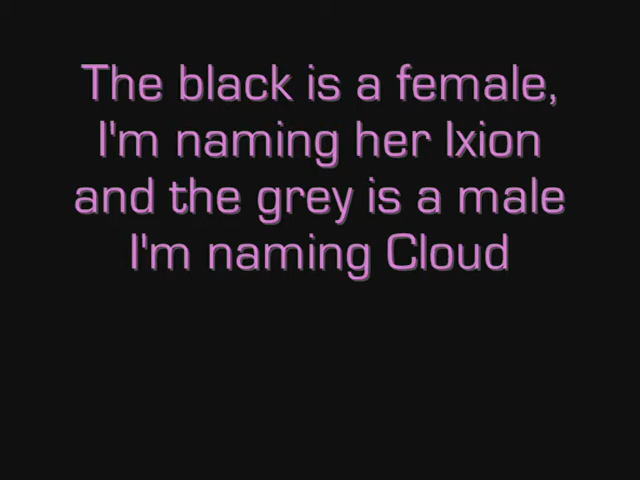 The black is a female,
I'm naming her Ixion
and the grey is a male
I'm naming Cloud